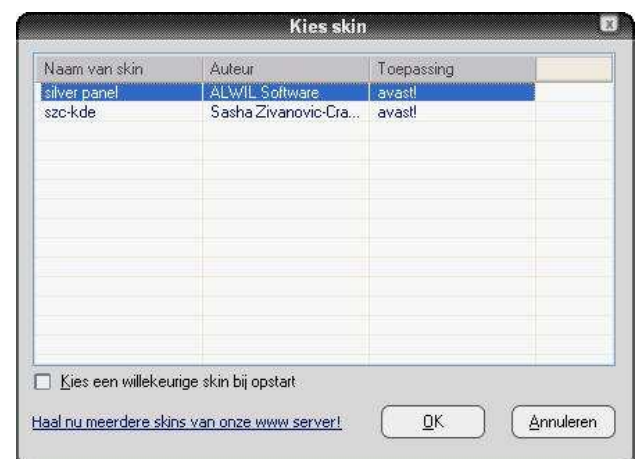 Kies skin
Naam van skin Auteur Toepassing
silver panel ALWIL Software avast!
szc-kde Sasha Zivanovic-Cra... avast!
Kies een willekeurige skin bij opstart
Haal nu meerdere skins van onze www server! OK Annuleren